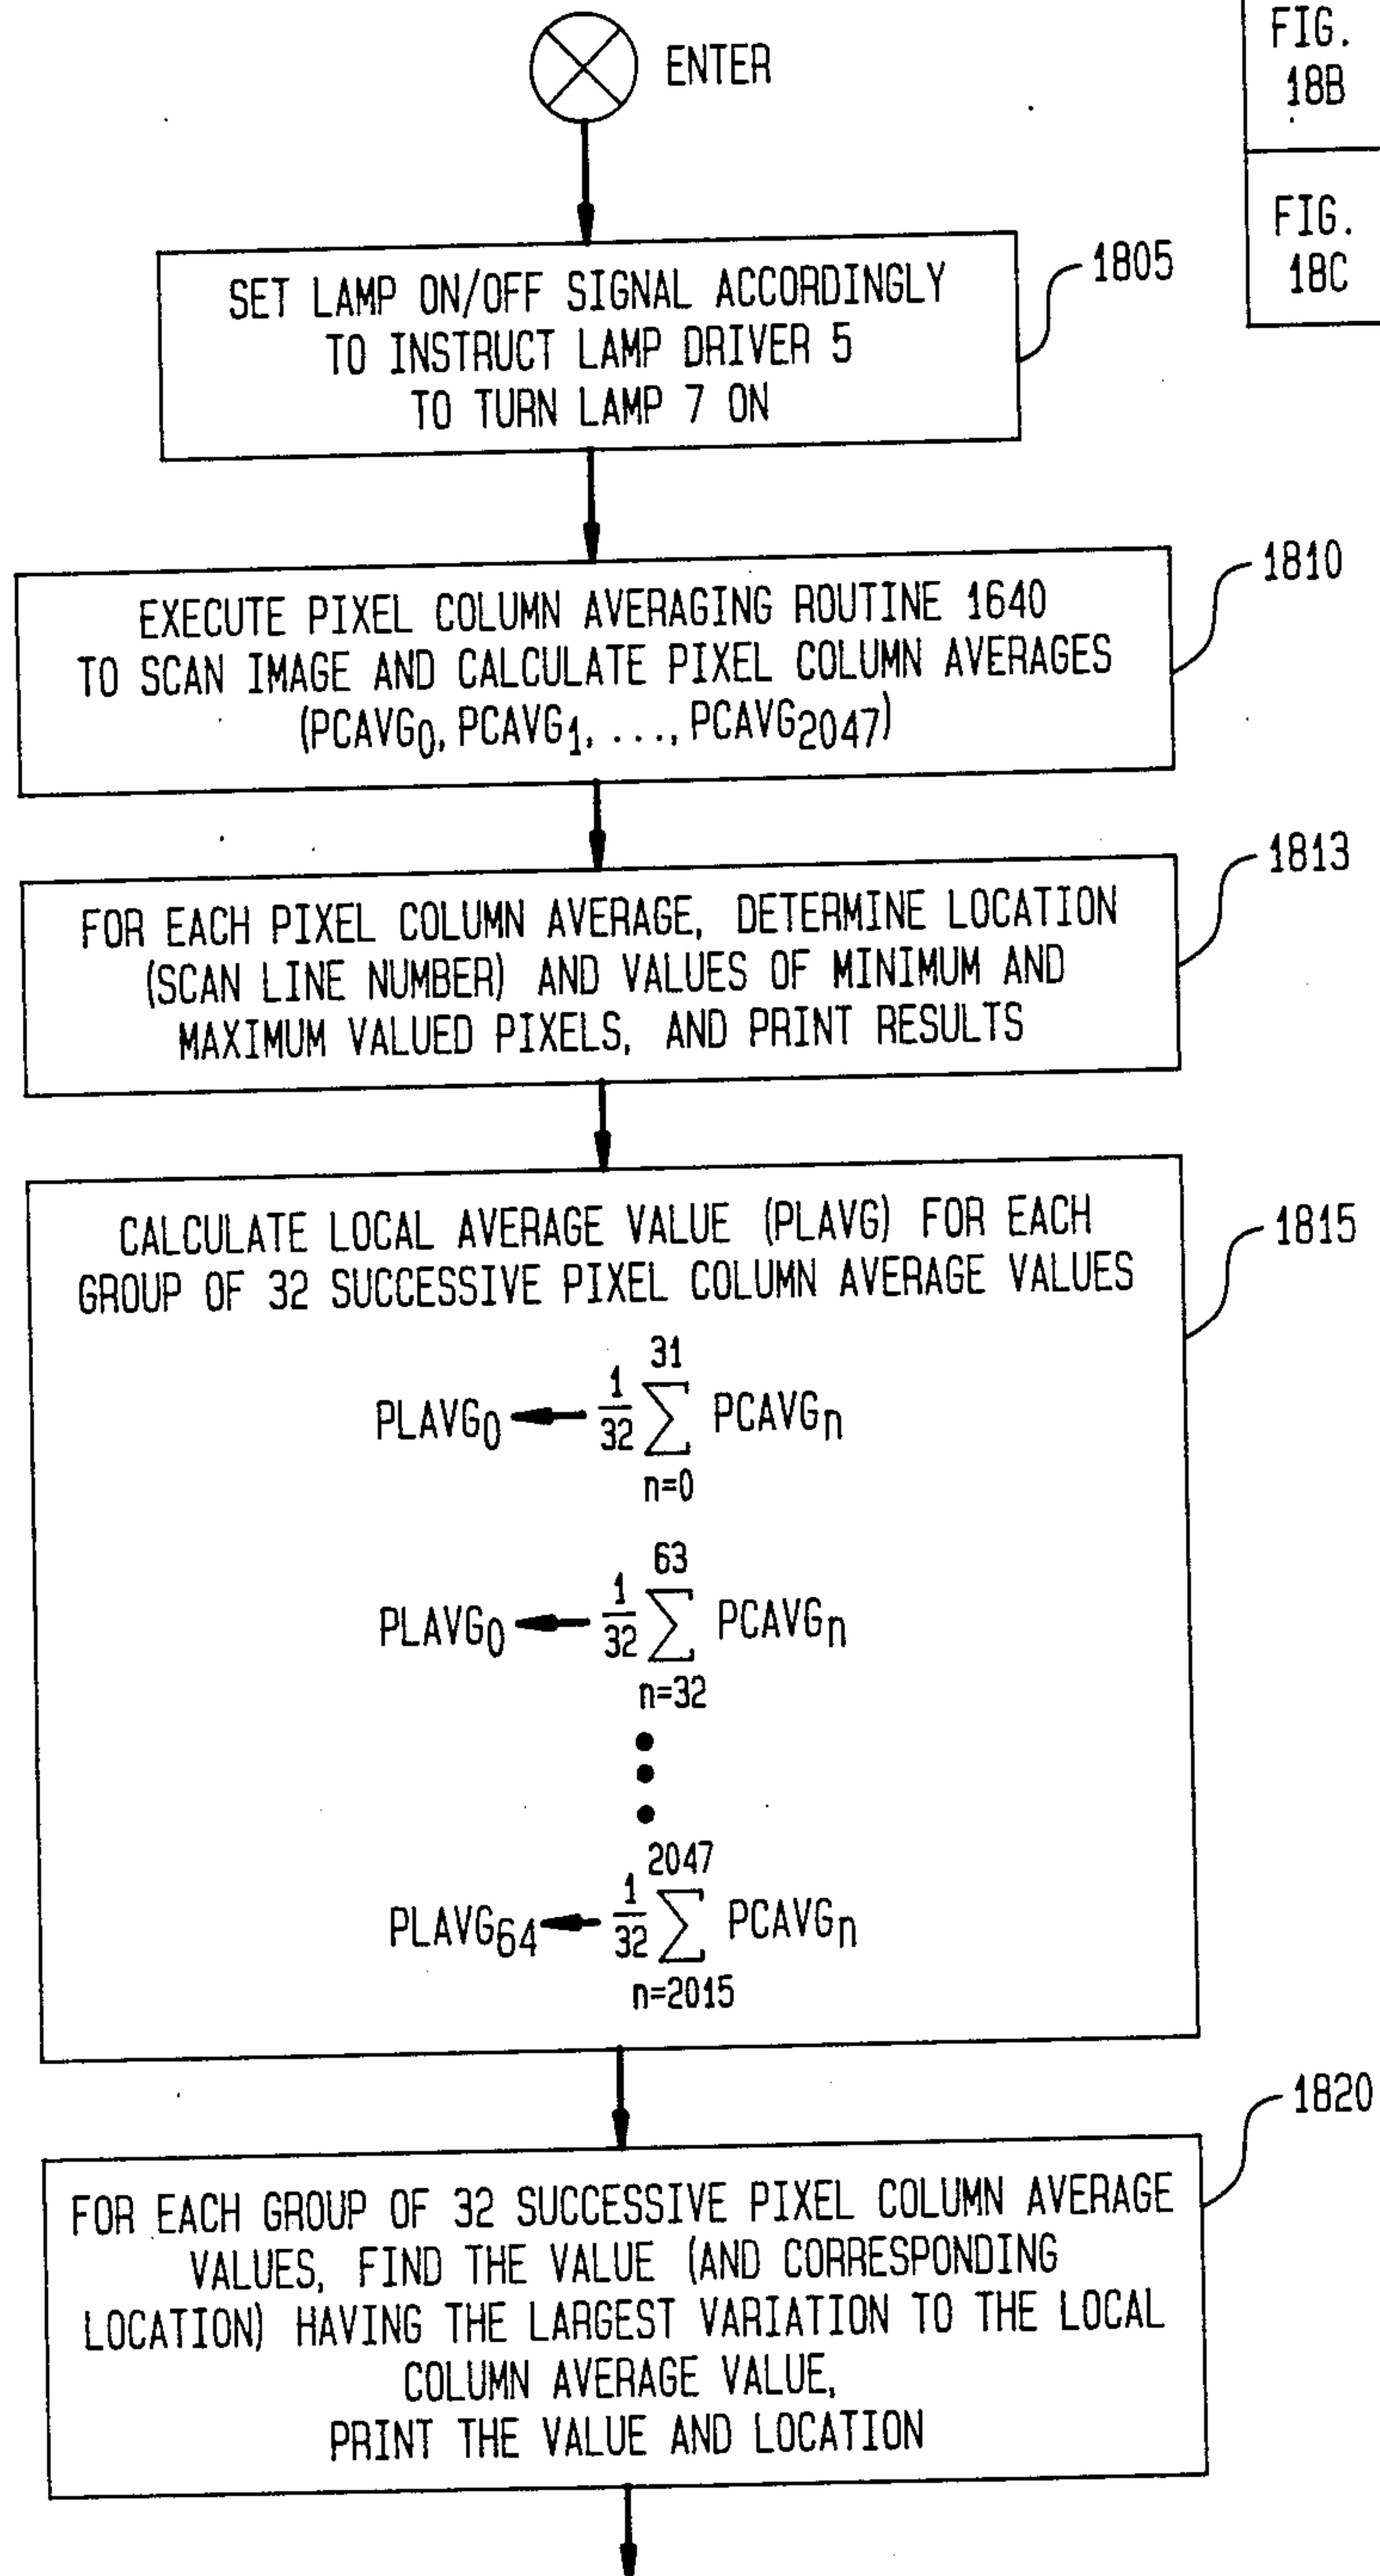 FIG.
18B
FIG.
18C
ENTER
SET LAMP ON/OFF SIGNAL ACCORDINGLY
TO INSTRUCT LAMP DRIVER 5
TO TURN LAMP 7 ON
1805
EXECUTE PIXEL COLUMN AVERAGING ROUTINE 1640
TO SCAN IMAGE AND CALCULATE PIXEL COLUMN AVERAGES
(PCAVG₀, PCAVG₁, ..., PCAVG₂₀₄₇)
1810
FOR EACH PIXEL COLUMN AVERAGE, DETERMINE LOCATION
(SCAN LINE NUMBER) AND VALUES OF MINIMUM AND
MAXIMUM VALUED PIXELS, AND PRINT RESULTS
1813
CALCULATE LOCAL AVERAGE VALUE (PLAVG) FOR EACH
GROUP OF 32 SUCCESSIVE PIXEL COLUMN AVERAGE VALUES
1815
31
PLAVG₀ ← 1/32 ∑ PCAVGₙ
n=0
63
PLAVG₀ ← 1/32 ∑ PCAVGₙ
n=32
2047
PLAVG₆₄ ← 1/32 ∑ PCAVGₙ
n=2015
FOR EACH GROUP OF 32 SUCCESSIVE PIXEL COLUMN AVERAGE
VALUES, FIND THE VALUE (AND CORRESPONDING
LOCATION) HAVING THE LARGEST VARIATION TO THE LOCAL
COLUMN AVERAGE VALUE,
PRINT THE VALUE AND LOCATION
1820